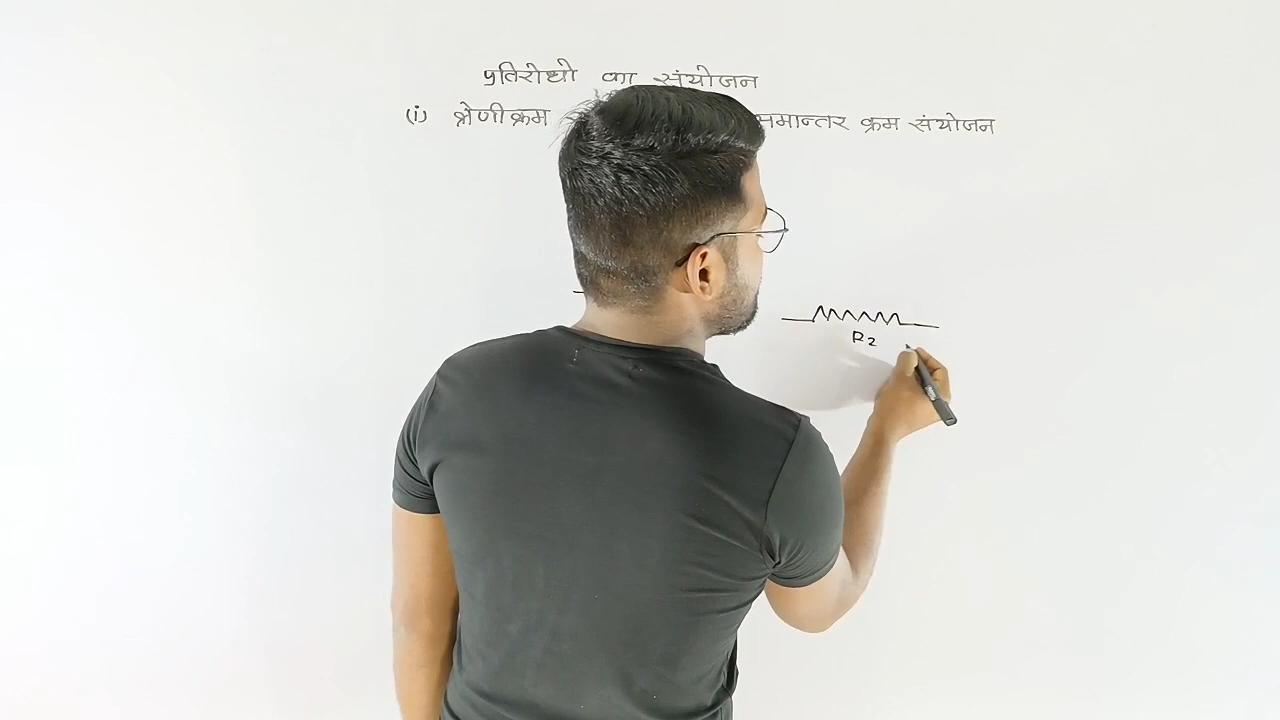 प्रतिरोधो का संयोजन
(i) श्रेणीक्रम समान्तर क्रम संयोजन
R2